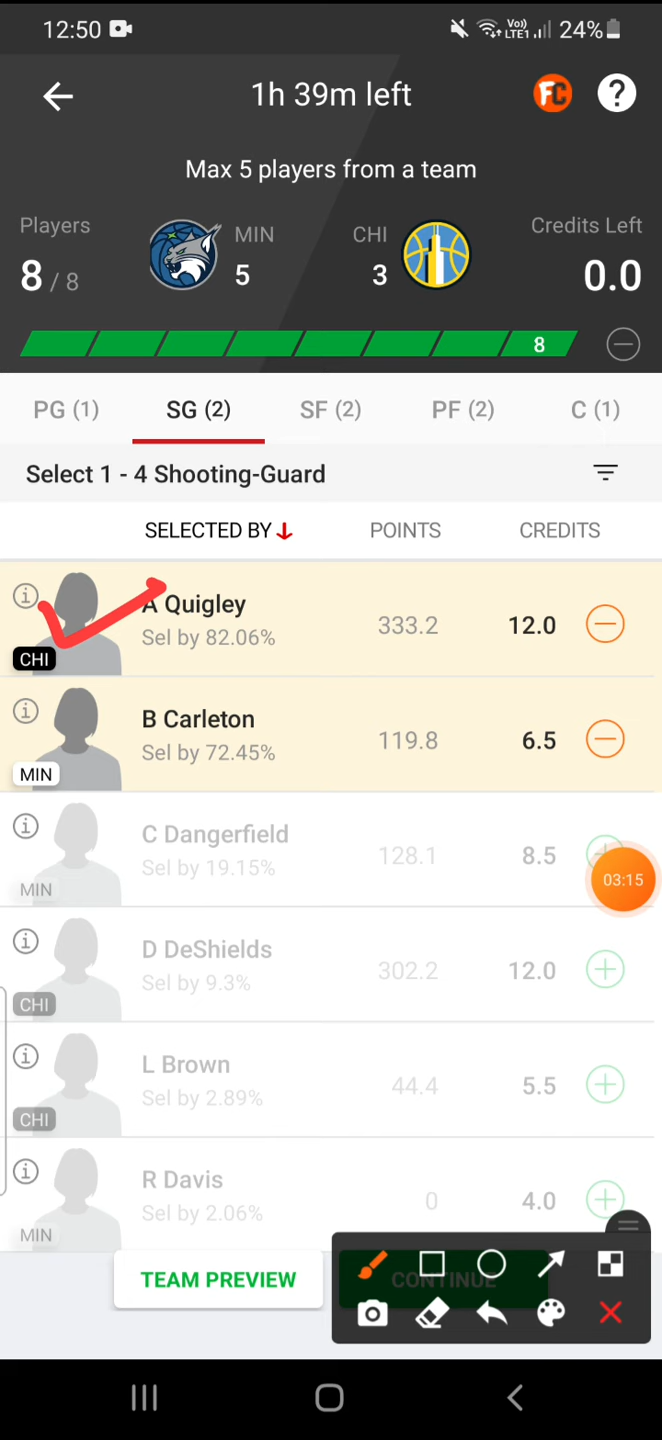 12:50
Vo)) LTE1 24%
1h 39m left
FC
?
Max 5 players from a team
Players MIN CHI Credits Left
8 / 8 5 3 0.0
8
PG (1) SG (2) SF (2) PF (2) C (1)
Select 1 - 4 Shooting-Guard
SELECTED BY POINTS CREDITS
A Quigley
Sel by 82.06% 333.2 12.0
CHI
B Carleton
Sel by 72.45% 119.8 6.5
MIN
C Dangerfield
Sel by 19.15% 128.1 8.5
MIN
03:15
D DeShields
Sel by 9.3% 302.2 12.0
CHI
L Brown
Sel by 2.89% 44.4 5.5
CHI
R Davis
Sel by 2.06% 0 4.0
MIN
TEAM PREVIEW CONTINUE